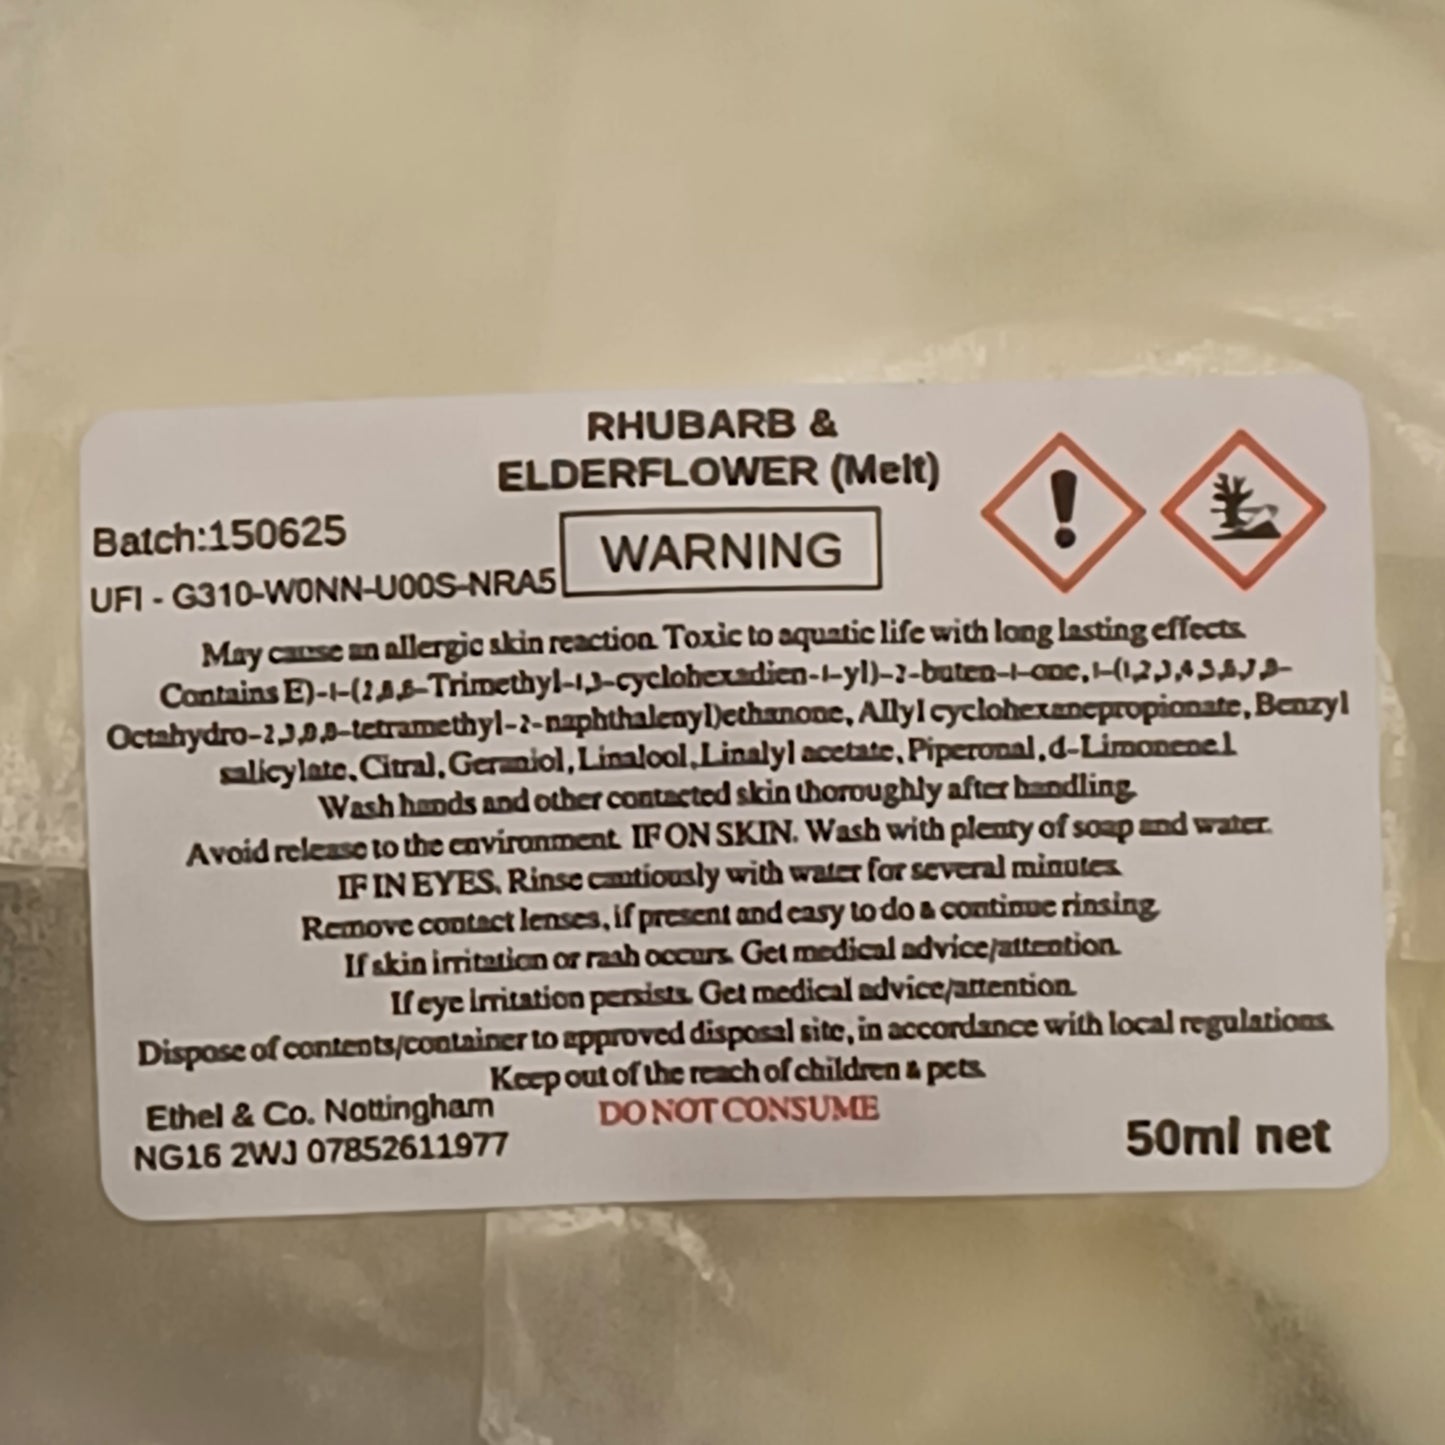 RHUBARB &
ELDERFLOWER (Melt)
Batch:150625
WARNING
UFI - G310-W0NN-U00S-NRA5
May cause an allergic skin reaction. Toxic to aquatic life with long lasting effects.
Contains E)-1-(2,6,6-Trimethyl-1,3-cyclohexadien-1-yl)-2-buten-1-one, 1-(1,2,3,4,5,6,7,8-
Octahydro-2,3,8,8-tetramethyl-2-naphthalenyl)ethanone, Allyl cyclohexanepropionate, Benzyl
salicylate, Citral, Geraniol, Linalool, Linalyl acetate, Piperonal, d-Limonene1
Wash hands and other contacted skin thoroughly after handling.
Avoid release to the environment. IF ON SKIN. Wash with plenty of soap and water.
IF IN EYES, Rinse cautiously with water for several minutes.
Remove contact lenses, if present and easy to do & continue rinsing.
If skin irritation or rash occurs. Get medical advice/attention.
If eye irritation persists. Get medical advice/attention.
Dispose of contents/container to approved disposal site, in accordance with local regulations.
Keep out of the reach of children & pets.
Ethel & Co. Nottingham
DO NOT CONSUME
NG16 2WJ 07852611977
50ml net